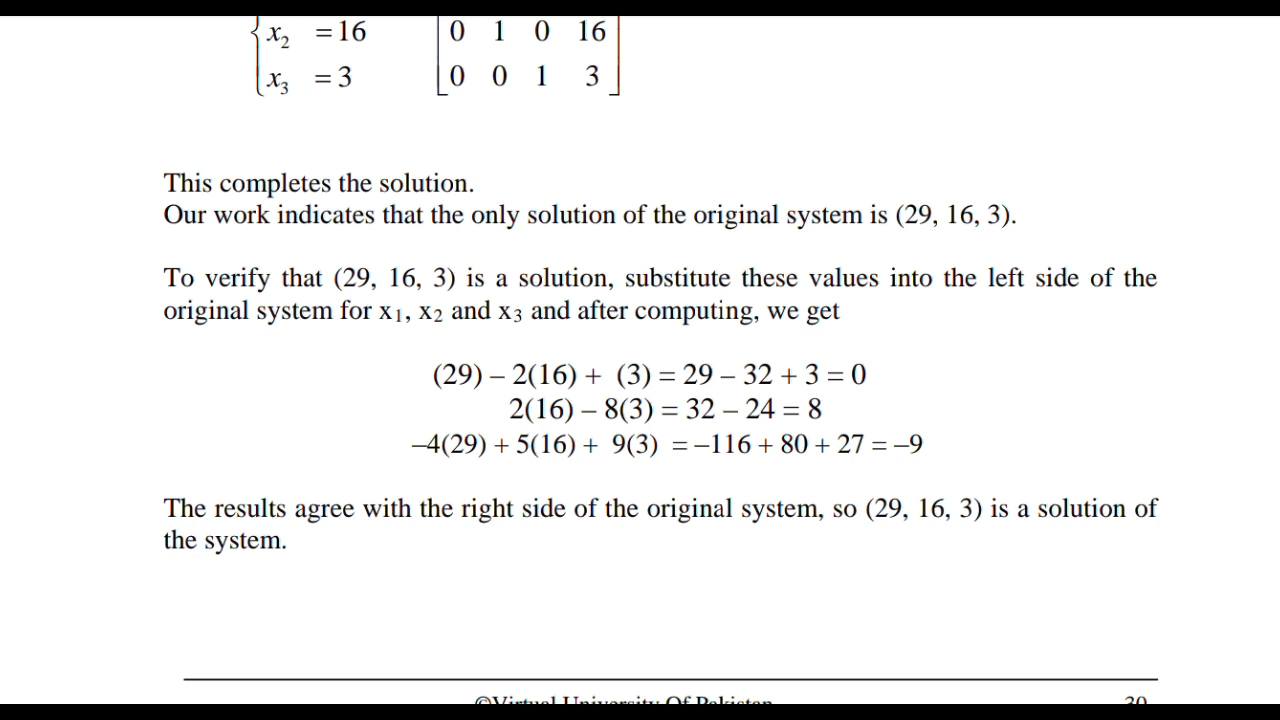 x₂ = 16 0 1 0 16
x₃ = 3 0 0 1 3
This completes the solution.
Our work indicates that the only solution of the original system is (29, 16, 3).
To verify that (29, 16, 3) is a solution, substitute these values into the left side of the
original system for x₁, x₂ and x₃ and after computing, we get
(29) – 2(16) + (3) = 29 – 32 + 3 = 0
2(16) – 8(3) = 32 – 24 = 8
–4(29) + 5(16) + 9(3) = –116 + 80 + 27 = –9
The results agree with the right side of the original system, so (29, 16, 3) is a solution of
the system.
©Virtual University Of Pakistan 30